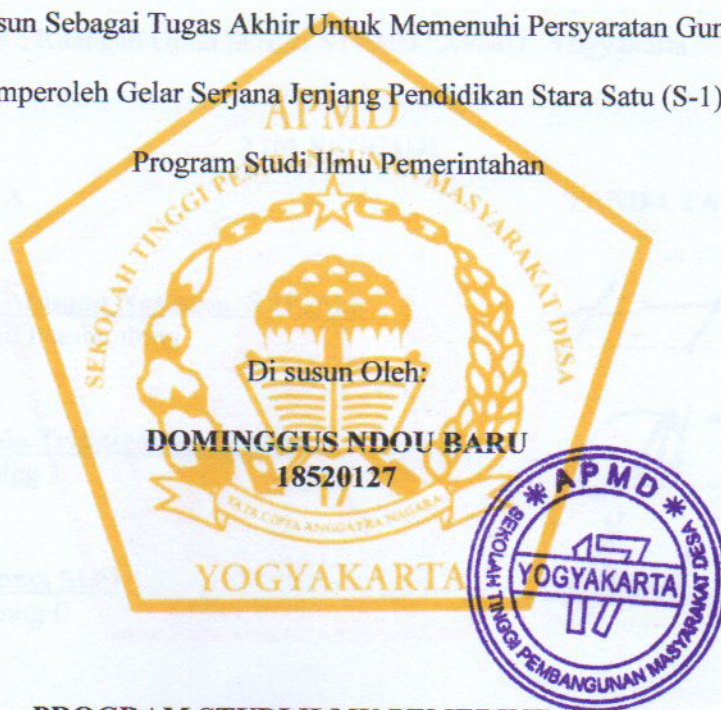 sun Sebagai Tugas Akhir Untuk Memenuhi Persyaratan Gun
mperoleh Gelar Serjana Jenjang Pendidikan Stara Satu (S-1)
Program Studi Ilmu Pemerintahan
APMD
SEKOLAH TINGGI PEMBANGUNAN MASYARAKAT DESA
Di susun Oleh:
DOMINGGUS NDOU BARU
18520127
YOGYAKARTA
APMD
17
YOGYAKARTA
SEKOLAH TINGGI PEMBANGUNAN MASYARAKAT DESA